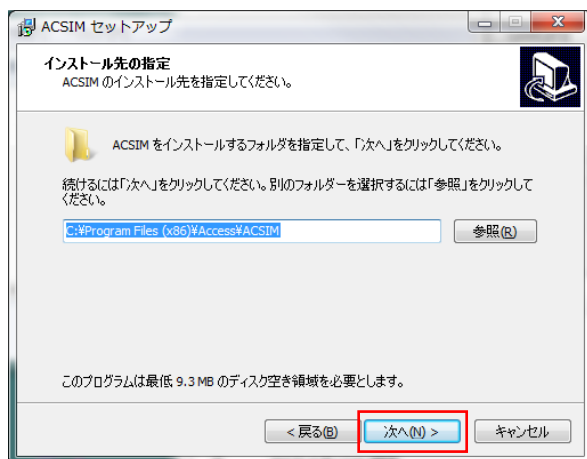 ACSIM セットアップ
インストール先の指定
ACSIM のインストール先を指定してください。
ACSIM をインストールするフォルダを指定して、「次へ」をクリックしてください。
続けるには「次へ」をクリックしてください。別のフォルダーを選択するには「参照」をクリックして
ください。
C:¥Program Files (x86)¥Access¥ACSIM
参照(R)
このプログラムは最低 9.3 MB のディスク空き領域を必要とします。
< 戻る(B)
次へ(N) >
キャンセル